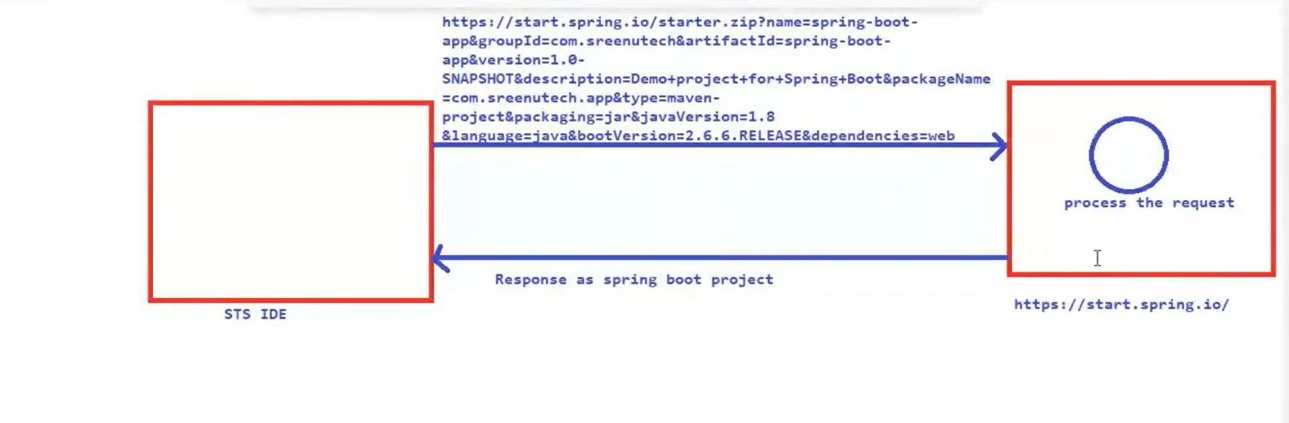 https://start.spring.io/starter.zip?name=spring-boot-
app&groupId=com.sreenutech&artifactId=spring-boot-
app&version=1.0-
SNAPSHOT&description=Demo+project+for+Spring+Boot&packageName
=com.sreenutech.app&type=maven-
project&packaging=jar&javaVersion=1.8
&language=java&bootVersion=2.6.6.RELEASE&dependencies=web
process the request
Response as spring boot project
https://start.spring.io/
STS IDE